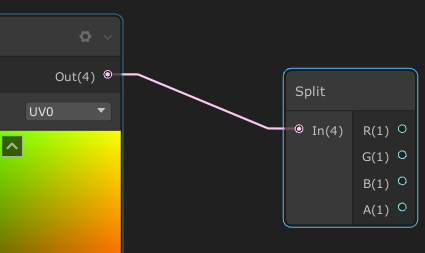 Out(4)
UV0
Split
In(4)
R(1)
G(1)
B(1)
A(1)